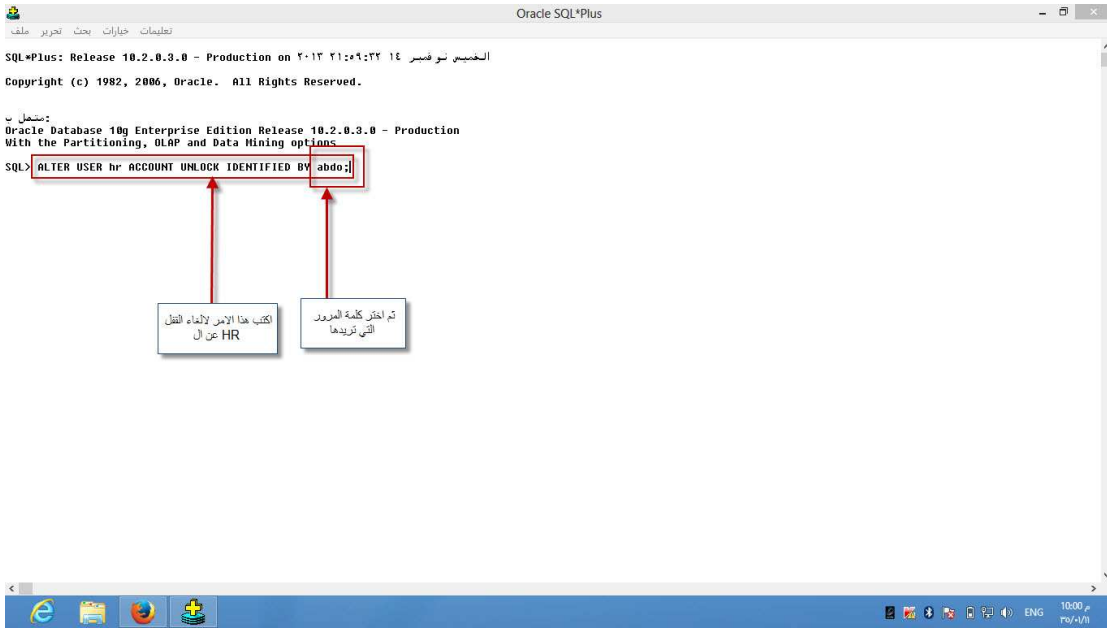 Oracle SQL*Plus
ملف تحرير بحث خيارات تعليمات
SQL*Plus: Release 10.2.0.3.0 - Production on الخميس نوفمبر ١٤ ٢١:٥٩:٣٢ ٢٠١٣
Copyright (c) 1982, 2006, Oracle. All Rights Reserved.
متصل ب:
Oracle Database 10g Enterprise Edition Release 10.2.0.3.0 - Production
With the Partitioning, OLAP and Data Mining options
SQL> ALTER USER hr ACCOUNT UNLOCK IDENTIFIED BY abdo;
اكتب هذا الامر لالغاء القفل
عن ال HR
ثم اختر كلمة المرور
التي تريدها
ENG
10:00 م
٣٥/٠١/١١